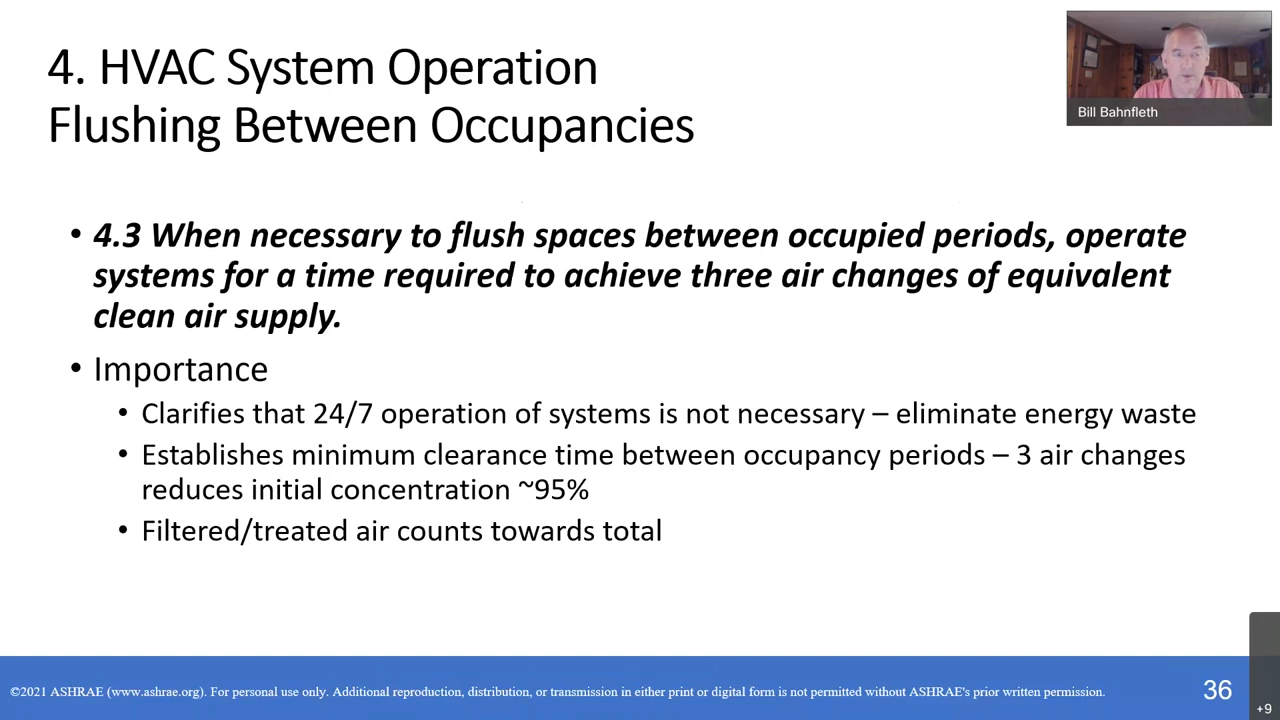 4. HVAC System Operation
Flushing Between Occupancies
Bill Bahnfleth
• 4.3 When necessary to flush spaces between occupied periods, operate
systems for a time required to achieve three air changes of equivalent
clean air supply.
• Importance
• Clarifies that 24/7 operation of systems is not necessary – eliminate energy waste
• Establishes minimum clearance time between occupancy periods – 3 air changes
reduces initial concentration ~95%
• Filtered/treated air counts towards total
©2021 ASHRAE (www.ashrae.org). For personal use only. Additional reproduction, distribution, or transmission in either print or digital form is not permitted without ASHRAE's prior written permission.
36
+9